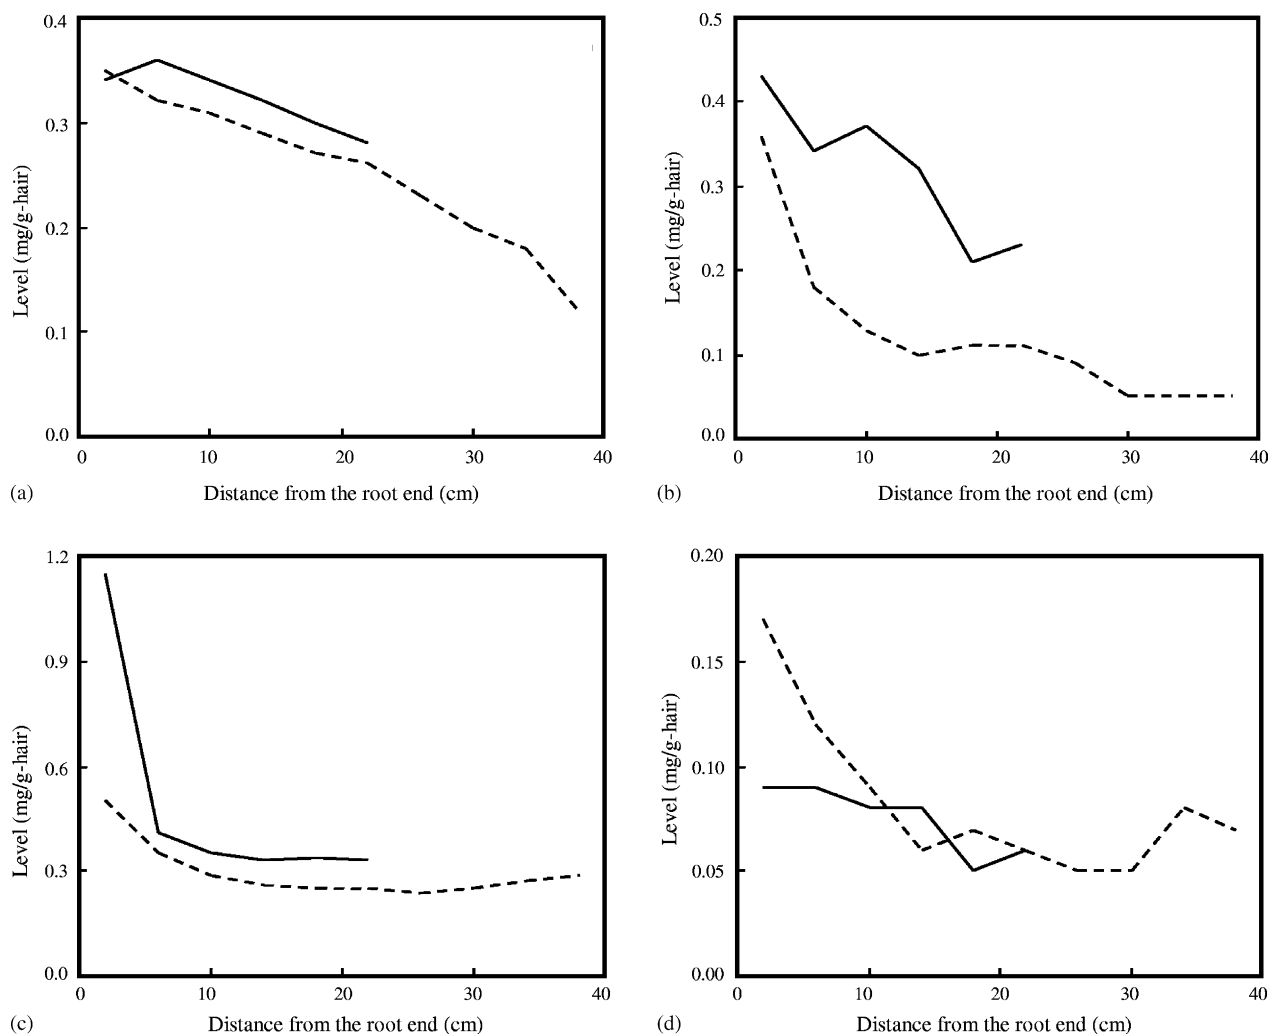 0.4
0.3
0.2
0.1
0.0
Level (mg/g-hair)
0 10 20 30 40
(a) Distance from the root end (cm)
0.5
0.4
0.3
0.2
0.1
0.0
Level (mg/g-hair)
0 10 20 30 40
(b) Distance from the root end (cm)
1.2
0.9
0.6
0.3
0.0
Level (mg/g-hair)
0 10 20 30 40
(c) Distance from the root end (cm)
0.20
0.15
0.10
0.05
0.00
Level (mg/g-hair)
0 10 20 30 40
(d) Distance from the root end (cm)